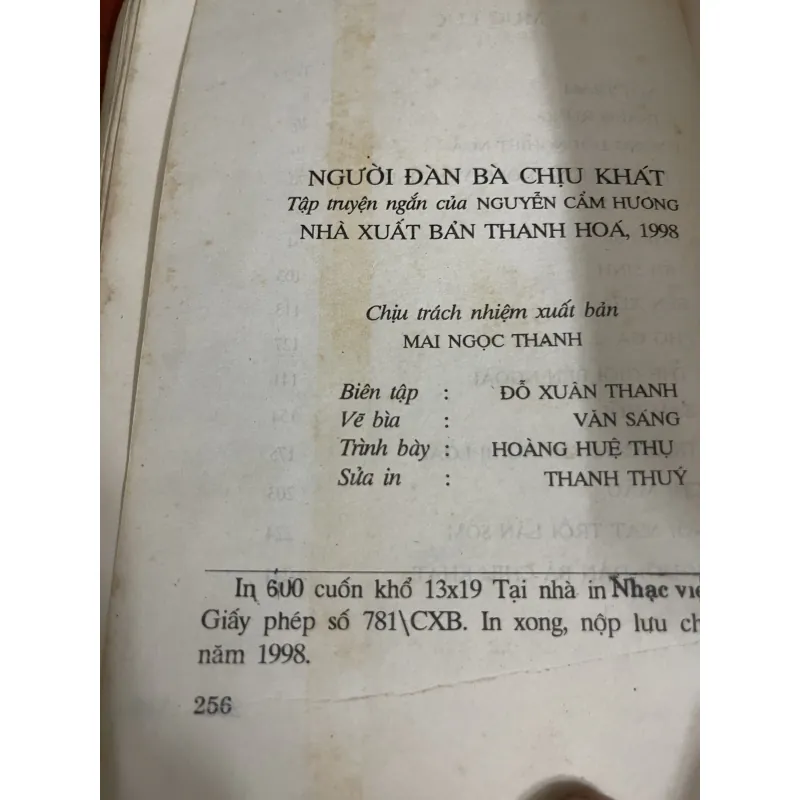 NGƯỜI ĐÀN BÀ CHỊU KHÁT
Tập truyện ngắn của NGUYỄN CẨM HƯƠNG
NHÀ XUẤT BẢN THANH HOÁ, 1998
Chịu trách nhiệm xuất bản
MAI NGỌC THANH
Biên tập : ĐỖ XUÂN THANH
Vẽ bìa : VĂN SÁNG
Trình bày : HOÀNG HUỆ THỤ
Sửa in : THANH THUÝ
In 600 cuốn khổ 13x19 Tại nhà in Nhạc
Giấy phép số 781\CXB. In xong, nộp lưu
năm 1998.
256